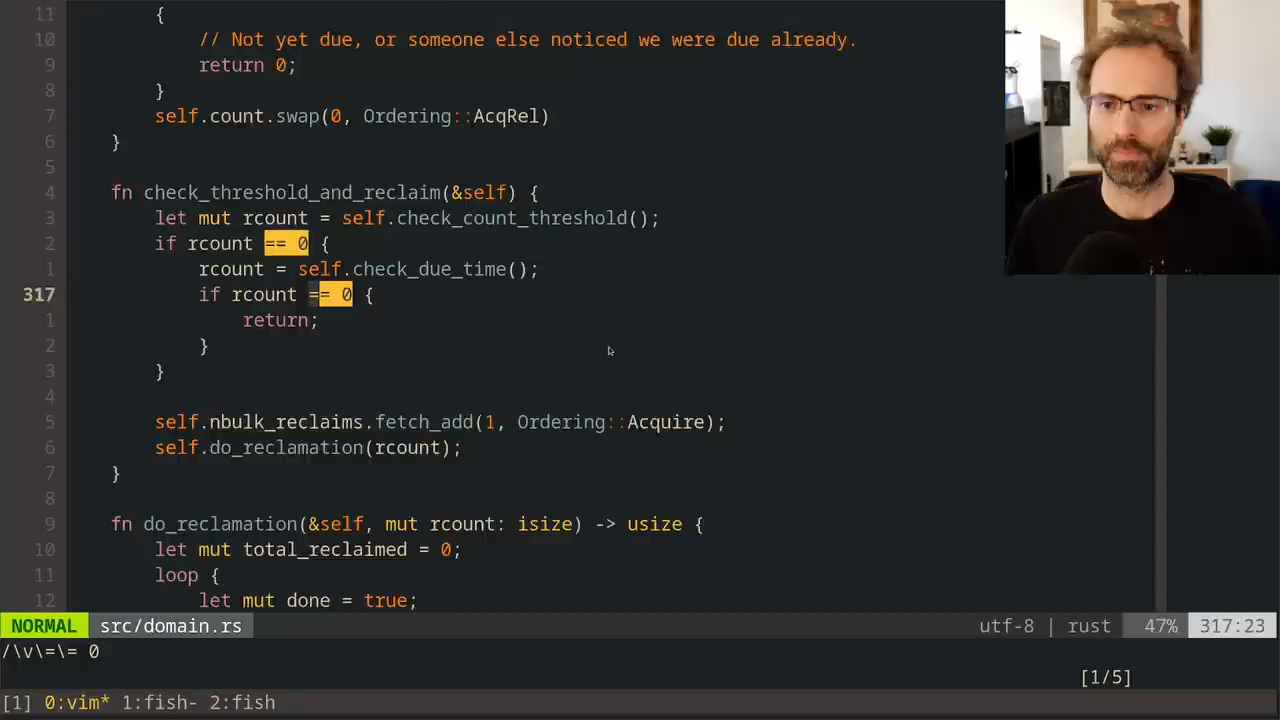 11 {
10 // Not yet due, or someone else noticed we were due already.
9 return 0;
8 }
7 self.count.swap(0, Ordering::AcqRel)
6 }
5
4 fn check_threshold_and_reclaim(&self) {
3 let mut rcount = self.check_count_threshold();
2 if rcount == 0 {
1 rcount = self.check_due_time();
317 if rcount == 0 {
1 return;
2 }
3 }
4
5 self.nbulk_reclaims.fetch_add(1, Ordering::Acquire);
6 self.do_reclamation(rcount);
7 }
8
9 fn do_reclamation(&self, mut rcount: isize) -> usize {
10 let mut total_reclaimed = 0;
11 loop {
12 let mut done = true;
NORMAL src/domain.rs utf-8 | rust 47% 317:23
/\v\=\= 0
[1/5]
[1] 0:vim* 1:fish- 2:fish